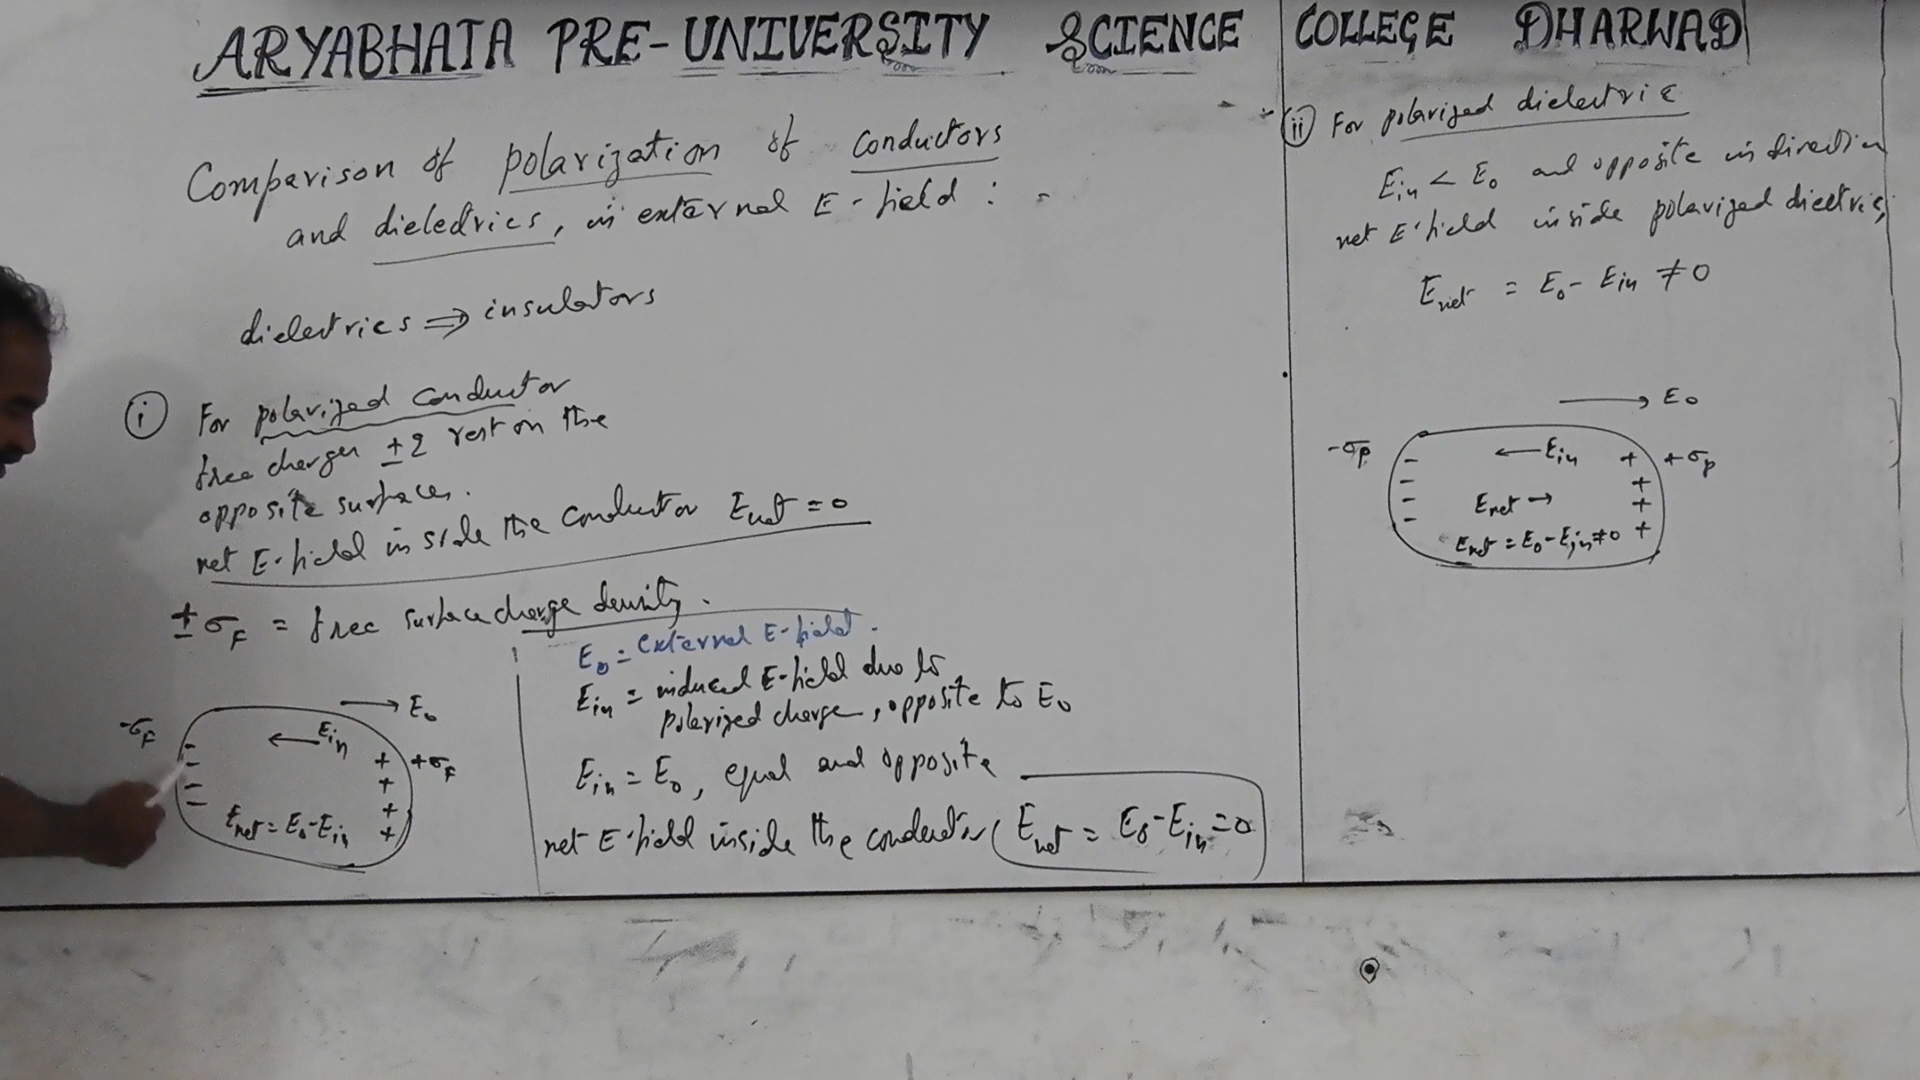 ARYABHATA PRE-UNIVERSITY SCIENCE COLLEGE DHARWAD
Comparison of polarization of conductors
and dielectrics, in external E-field :-
dielectrics ⇒ insulators
(i) For polarized conductor
free charges ±q rest on the
opposite surfaces.
net E-field inside the conductor Enet = 0
±σF = free surface charge density.
-σF
→ E0
← Ein
+σF
Enet = E0-Ein
E0 = external E-field.
Ein = induced E-field due to
polarized charge, opposite to E0
Ein = E0, equal and opposite
net E-field inside the conductor Enet = E0-Ein=0
(ii) For polarized dielectric
Ein < E0 and opposite in direction
net E-field inside polarized dielectric,
Enet = E0- Ein ≠0
→ E0
-σp
← Ein
+σp
Enet →
Enet = E0-Ein≠0